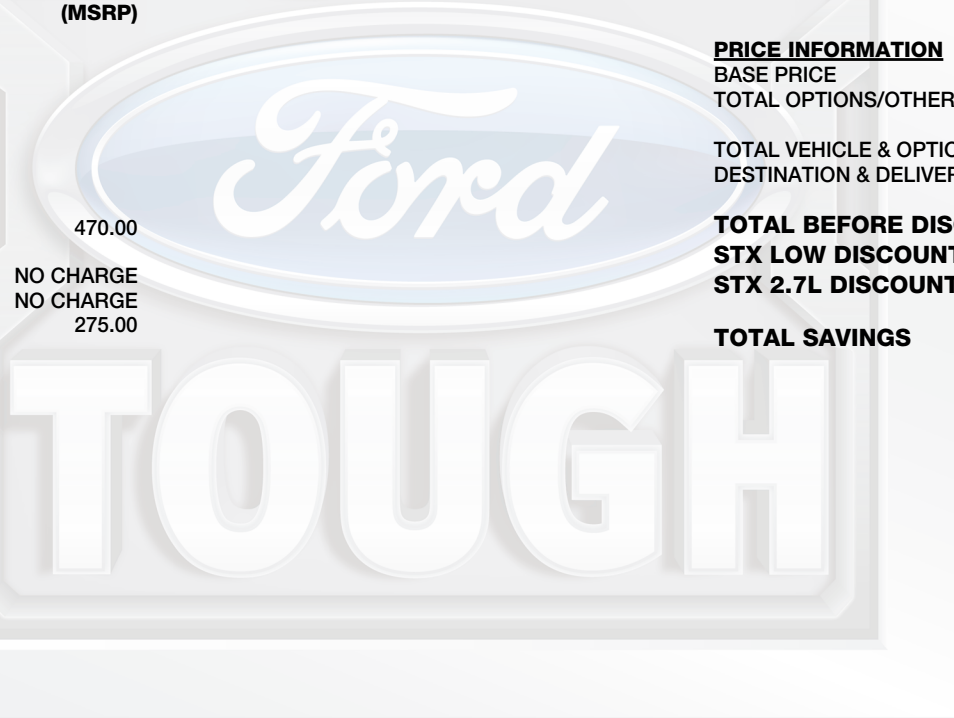 (MSRP)
470.00
NO CHARGE
NO CHARGE
275.00
PRICE INFORMATION
BASE PRICE
TOTAL OPTIONS/OTHER
TOTAL VEHICLE & OPTIO
DESTINATION & DELIVER
TOTAL BEFORE DIS
STX LOW DISCOUNT
STX 2.7L DISCOUNT
TOTAL SAVINGS
Ford
TOUGH